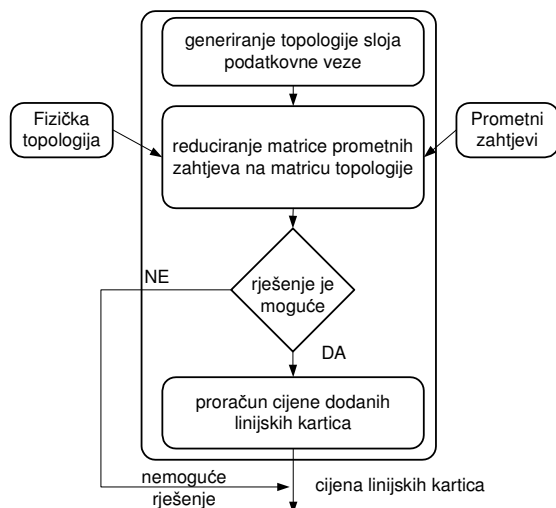 generiranje topologije sloja
podatkovne veze
Fizička
topologija
reduciranje matrice prometnih
zahtjeva na matricu topologije
Prometni
zahtjevi
NE
rješenje je
moguće
DA
proračun cijene dodanih
linijskih kartica
nemoguće
rješenje
cijena linijskih kartica